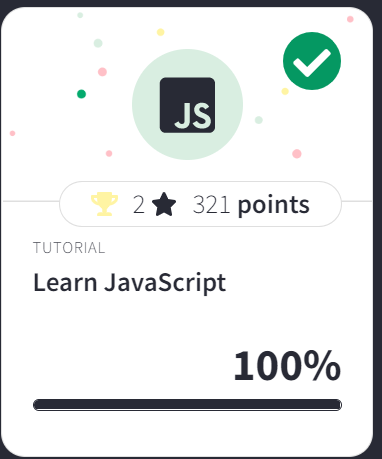 JS
2 321 points
TUTORIAL
Learn JavaScript
100%